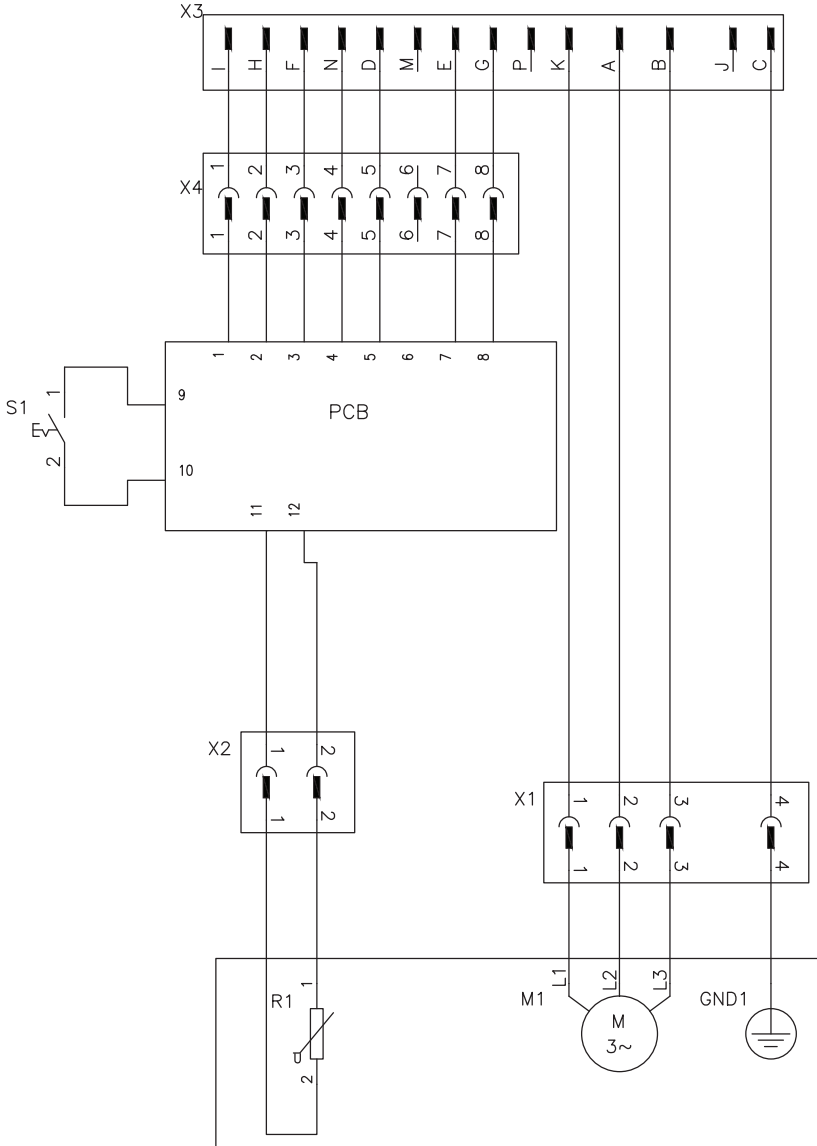 X3
I H F N D M E G P K A B J C
X4
1 2 3 4 5 6 7 8
1 2 3 4 5 6 7 8
1 2 3 4 5 6 7 8
S1
1
2
9
10
PCB
11 12
X2
1 2
1 2
X1
1 2 3 4
1 2 3 4
R1
1
2
M1
L1 L2 L3
M
3~
GND1